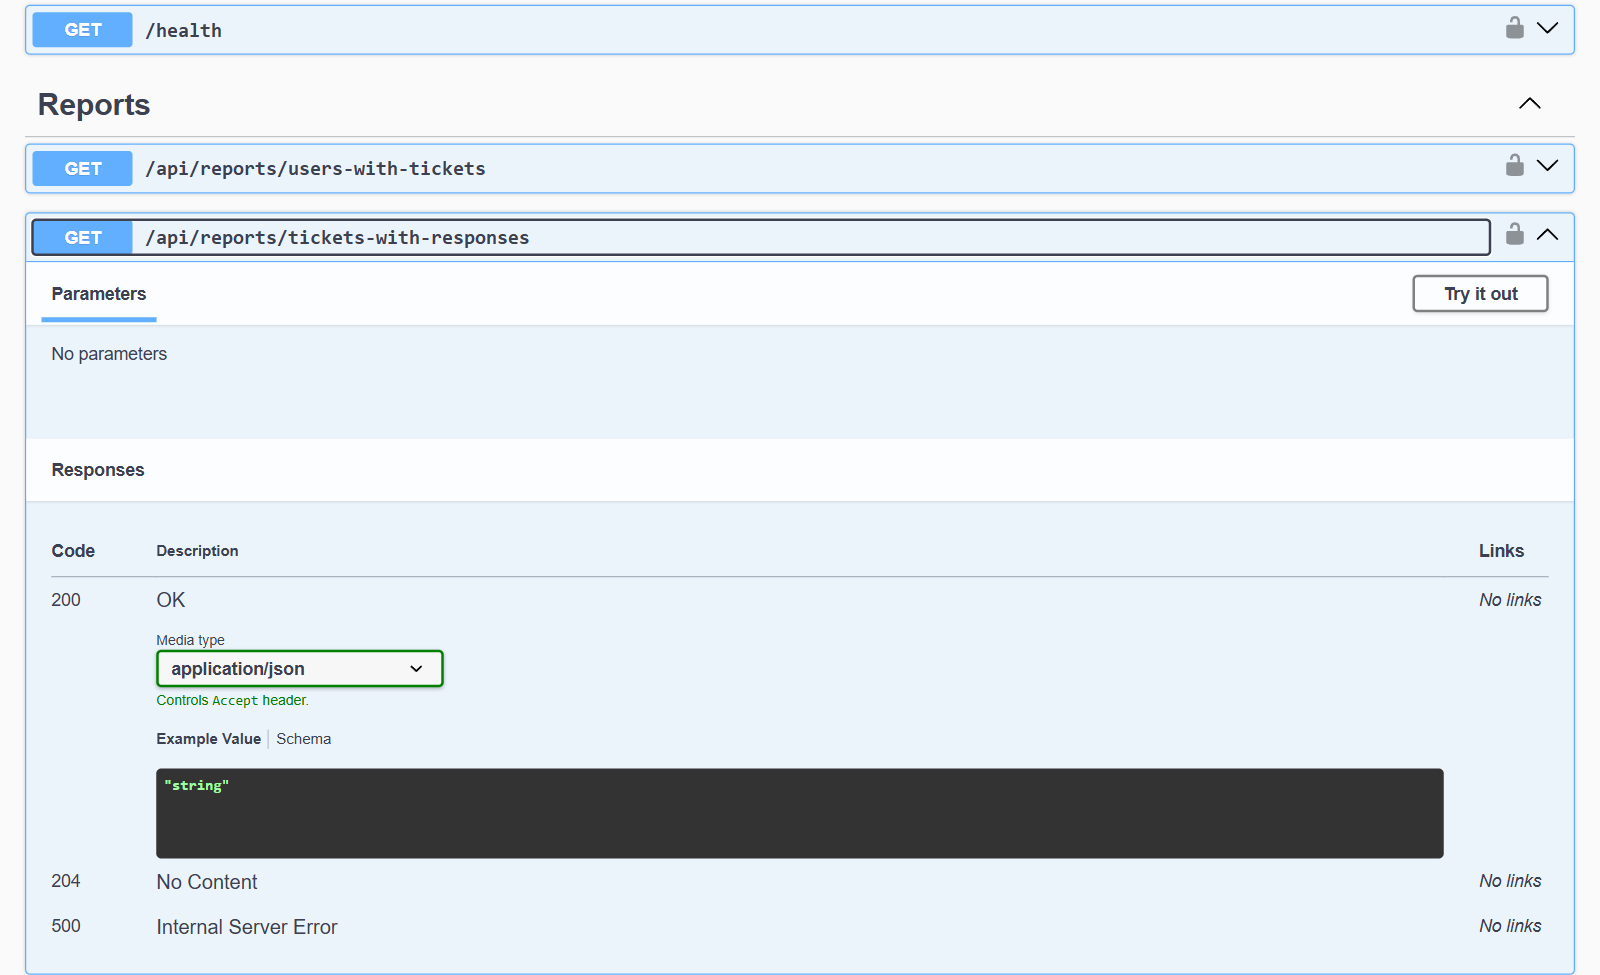 GET /health
Reports
GET /api/reports/users-with-tickets
GET /api/reports/tickets-with-responses
Parameters Try it out
No parameters
Responses
Code Description Links
200 OK No links
Media type
application/json
Controls Accept header.
Example Value Schema
"string"
204 No Content No links
500 Internal Server Error No links